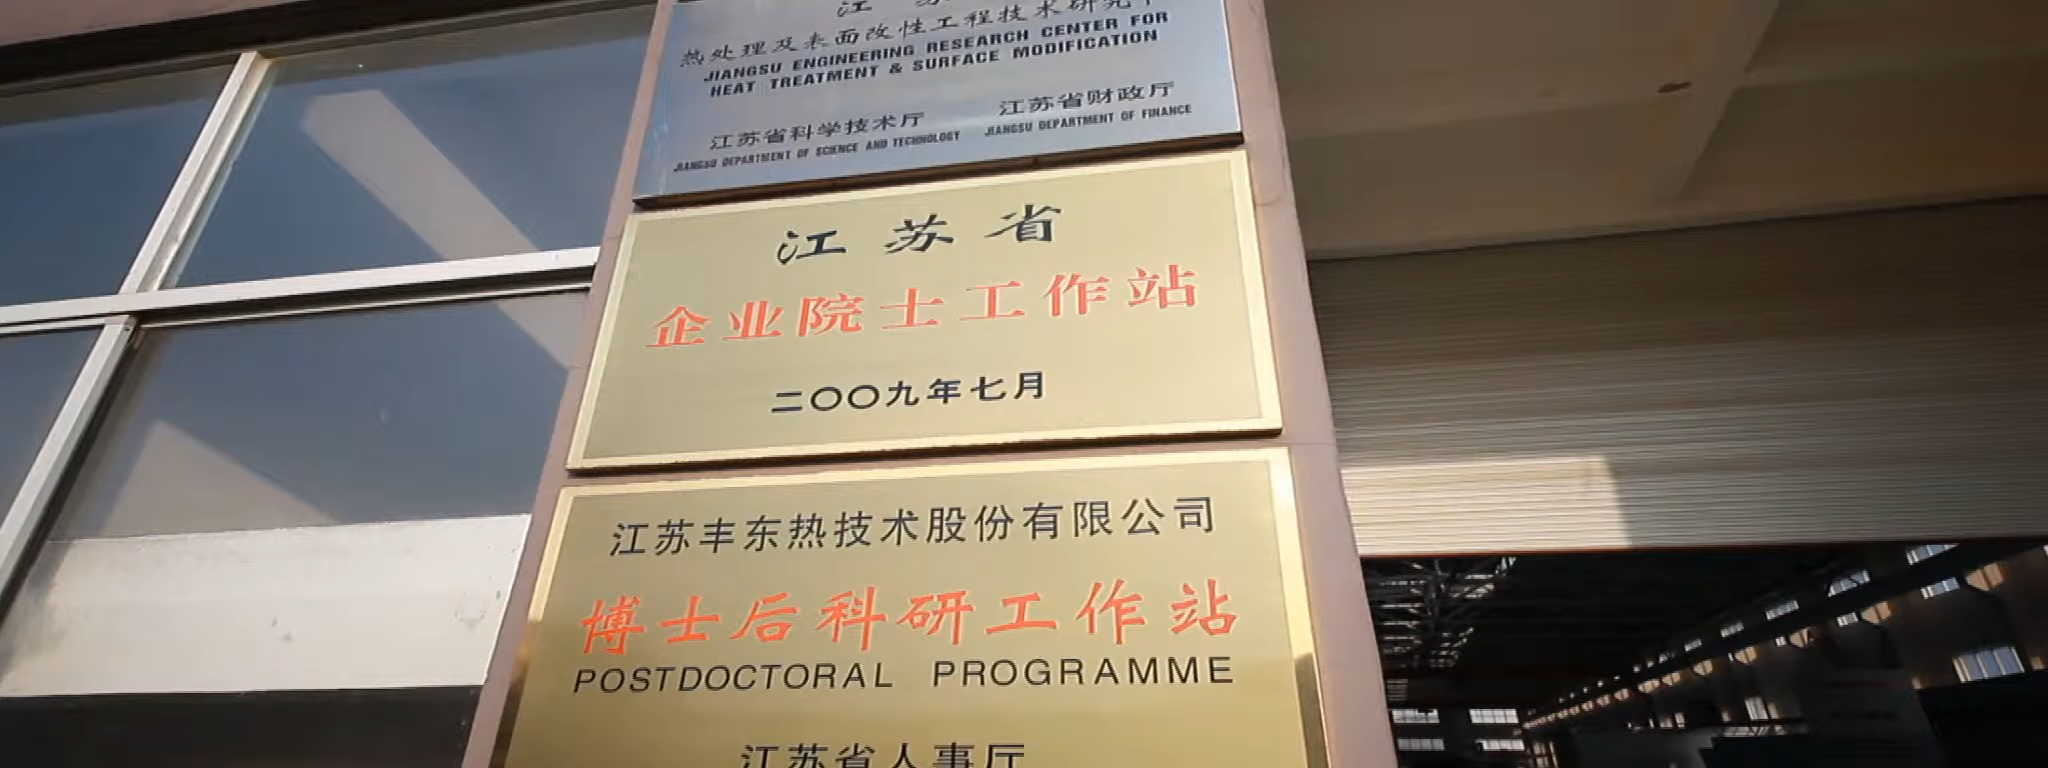 江 苏
热处理及表面改性工程技术研究中
JIANGSU ENGINEERING RESEARCH CENTER FOR
HEAT TREATMENT & SURFACE MODIFICATION
江苏省科学技术厅 江苏省财政厅
JIANGSU DEPARTMENT OF SCIENCE AND TECHNOLOGY JIANGSU DEPARTMENT OF FINANCE
江苏省
企业院士工作站
二〇〇九年七月
江苏丰东热技术股份有限公司
博士后科研工作站
POSTDOCTORAL PROGRAMME
江苏省人事厅